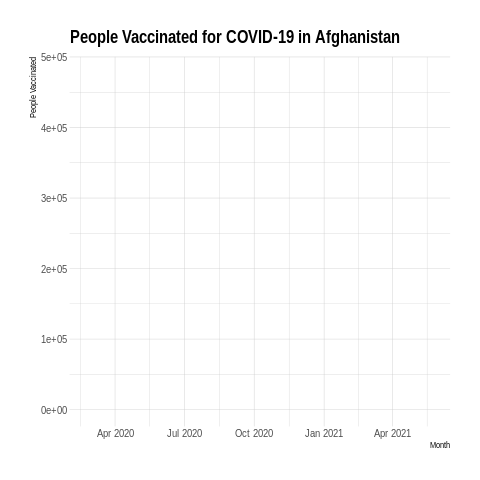 People Vaccinated for COVID-19 in Afghanistan
People Vaccinated
5e+05
4e+05
3e+05
2e+05
1e+05
0e+00
Apr 2020 Jul 2020 Oct 2020 Jan 2021 Apr 2021
Month